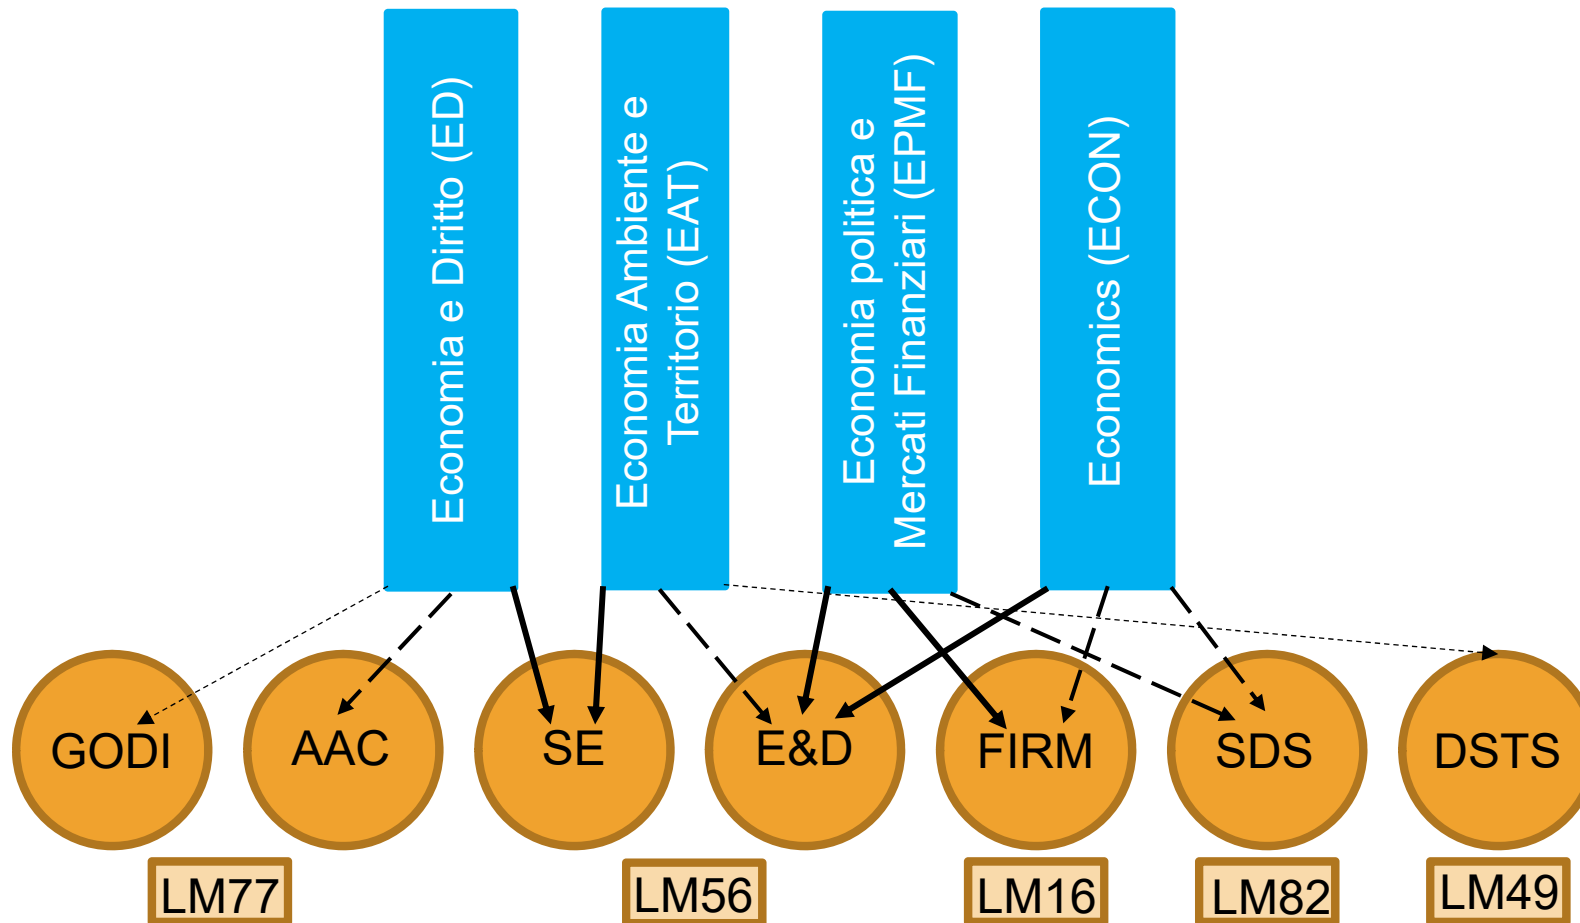 Economia e Diritto (ED)
Economia Ambiente e
Territorio (EAT)
Economia politica e
Mercati Finanziari (EPMF)
Economics (ECON)
GODI
AAC
SE
E&D
FIRM
SDS
DSTS
LM77
LM56
LM16
LM82
LM49